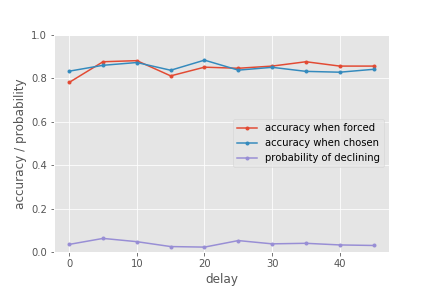 1.0
0.8
0.6
0.4
0.2
0.0
accuracy / probability
accuracy when forced
accuracy when chosen
probability of declining
0 10 20 30 40
delay